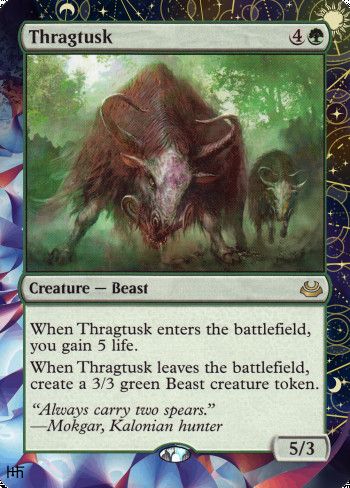 Thragtusk 4
Creature — Beast
When Thragtusk enters the battlefield,
you gain 5 life.
When Thragtusk leaves the battlefield,
create a 3/3 green Beast creature token.
“Always carry two spears.”
—Mokgar, Kalonian hunter
5/3